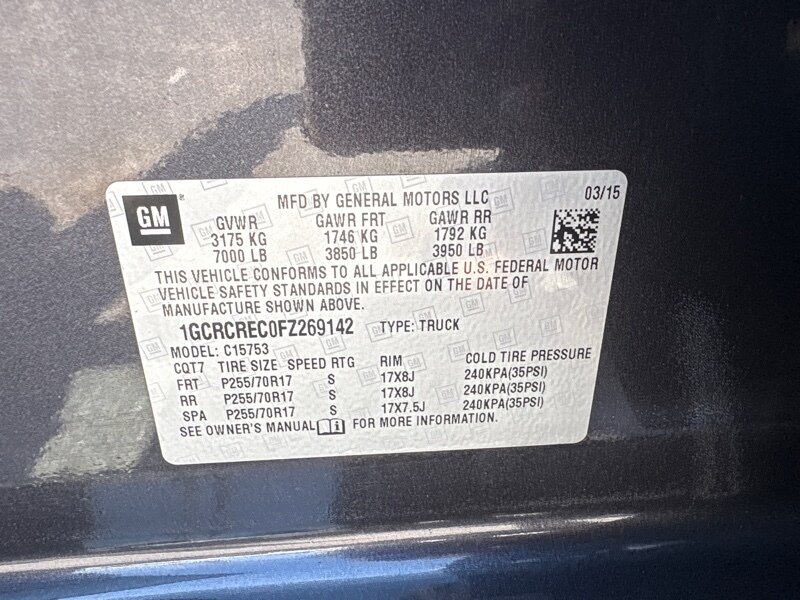 MFD BY GENERAL MOTORS LLC 03/15
GM ®
GVWR GAWR FRT GAWR RR
3175 KG 1746 KG 1792 KG
7000 LB 3850 LB 3950 LB
THIS VEHICLE CONFORMS TO ALL APPLICABLE U.S. FEDERAL MOTOR
VEHICLE SAFETY STANDARDS IN EFFECT ON THE DATE OF
MANUFACTURE SHOWN ABOVE.
1GCRCREC0FZ269142 TYPE: TRUCK
MODEL: C15753
CQT7 TIRE SIZE SPEED RTG RIM COLD TIRE PRESSURE
FRT P255/70R17 S 17X8J 240KPA(35PSI)
RR P255/70R17 S 17X8J 240KPA(35PSI)
SPA P255/70R17 S 17X7.5J 240KPA(35PSI)
SEE OWNER'S MANUAL FOR MORE INFORMATION.